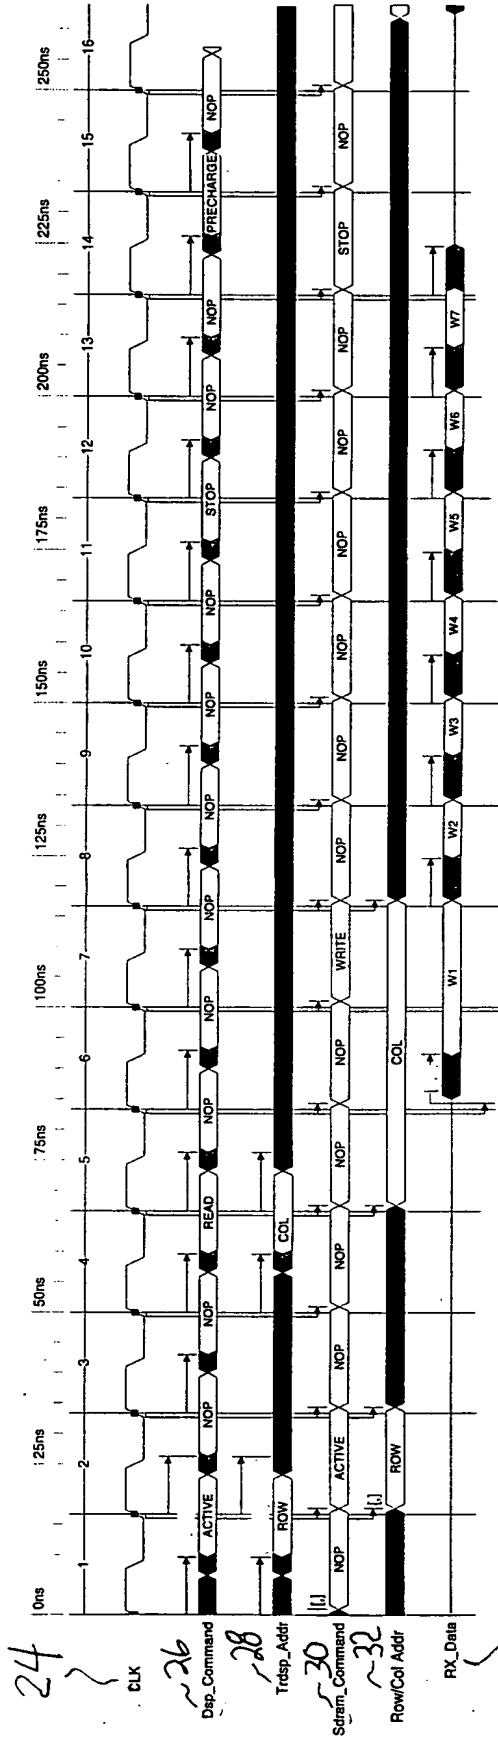 0ns 25ns 50ns 75ns 100ns 125ns 150ns 175ns 200ns 225ns 250ns
1 2 3 4 5 6 7 8 9 10 11 12 13 14 15 16
24
CLK
26
Dsp_Command ACTIVE NOP NOP READ NOP NOP NOP NOP NOP NOP STOP NOP NOP PRECHARGE NOP
28
Trdsp_Addr ROW COL
30
Sdram_Command NOP ACTIVE NOP NOP NOP NOP WRITE NOP NOP NOP NOP NOP NOP STOP NOP
32
Row/Col Addr ROW COL
RX_Data W1 W2 W3 W4 W5 W6 W7